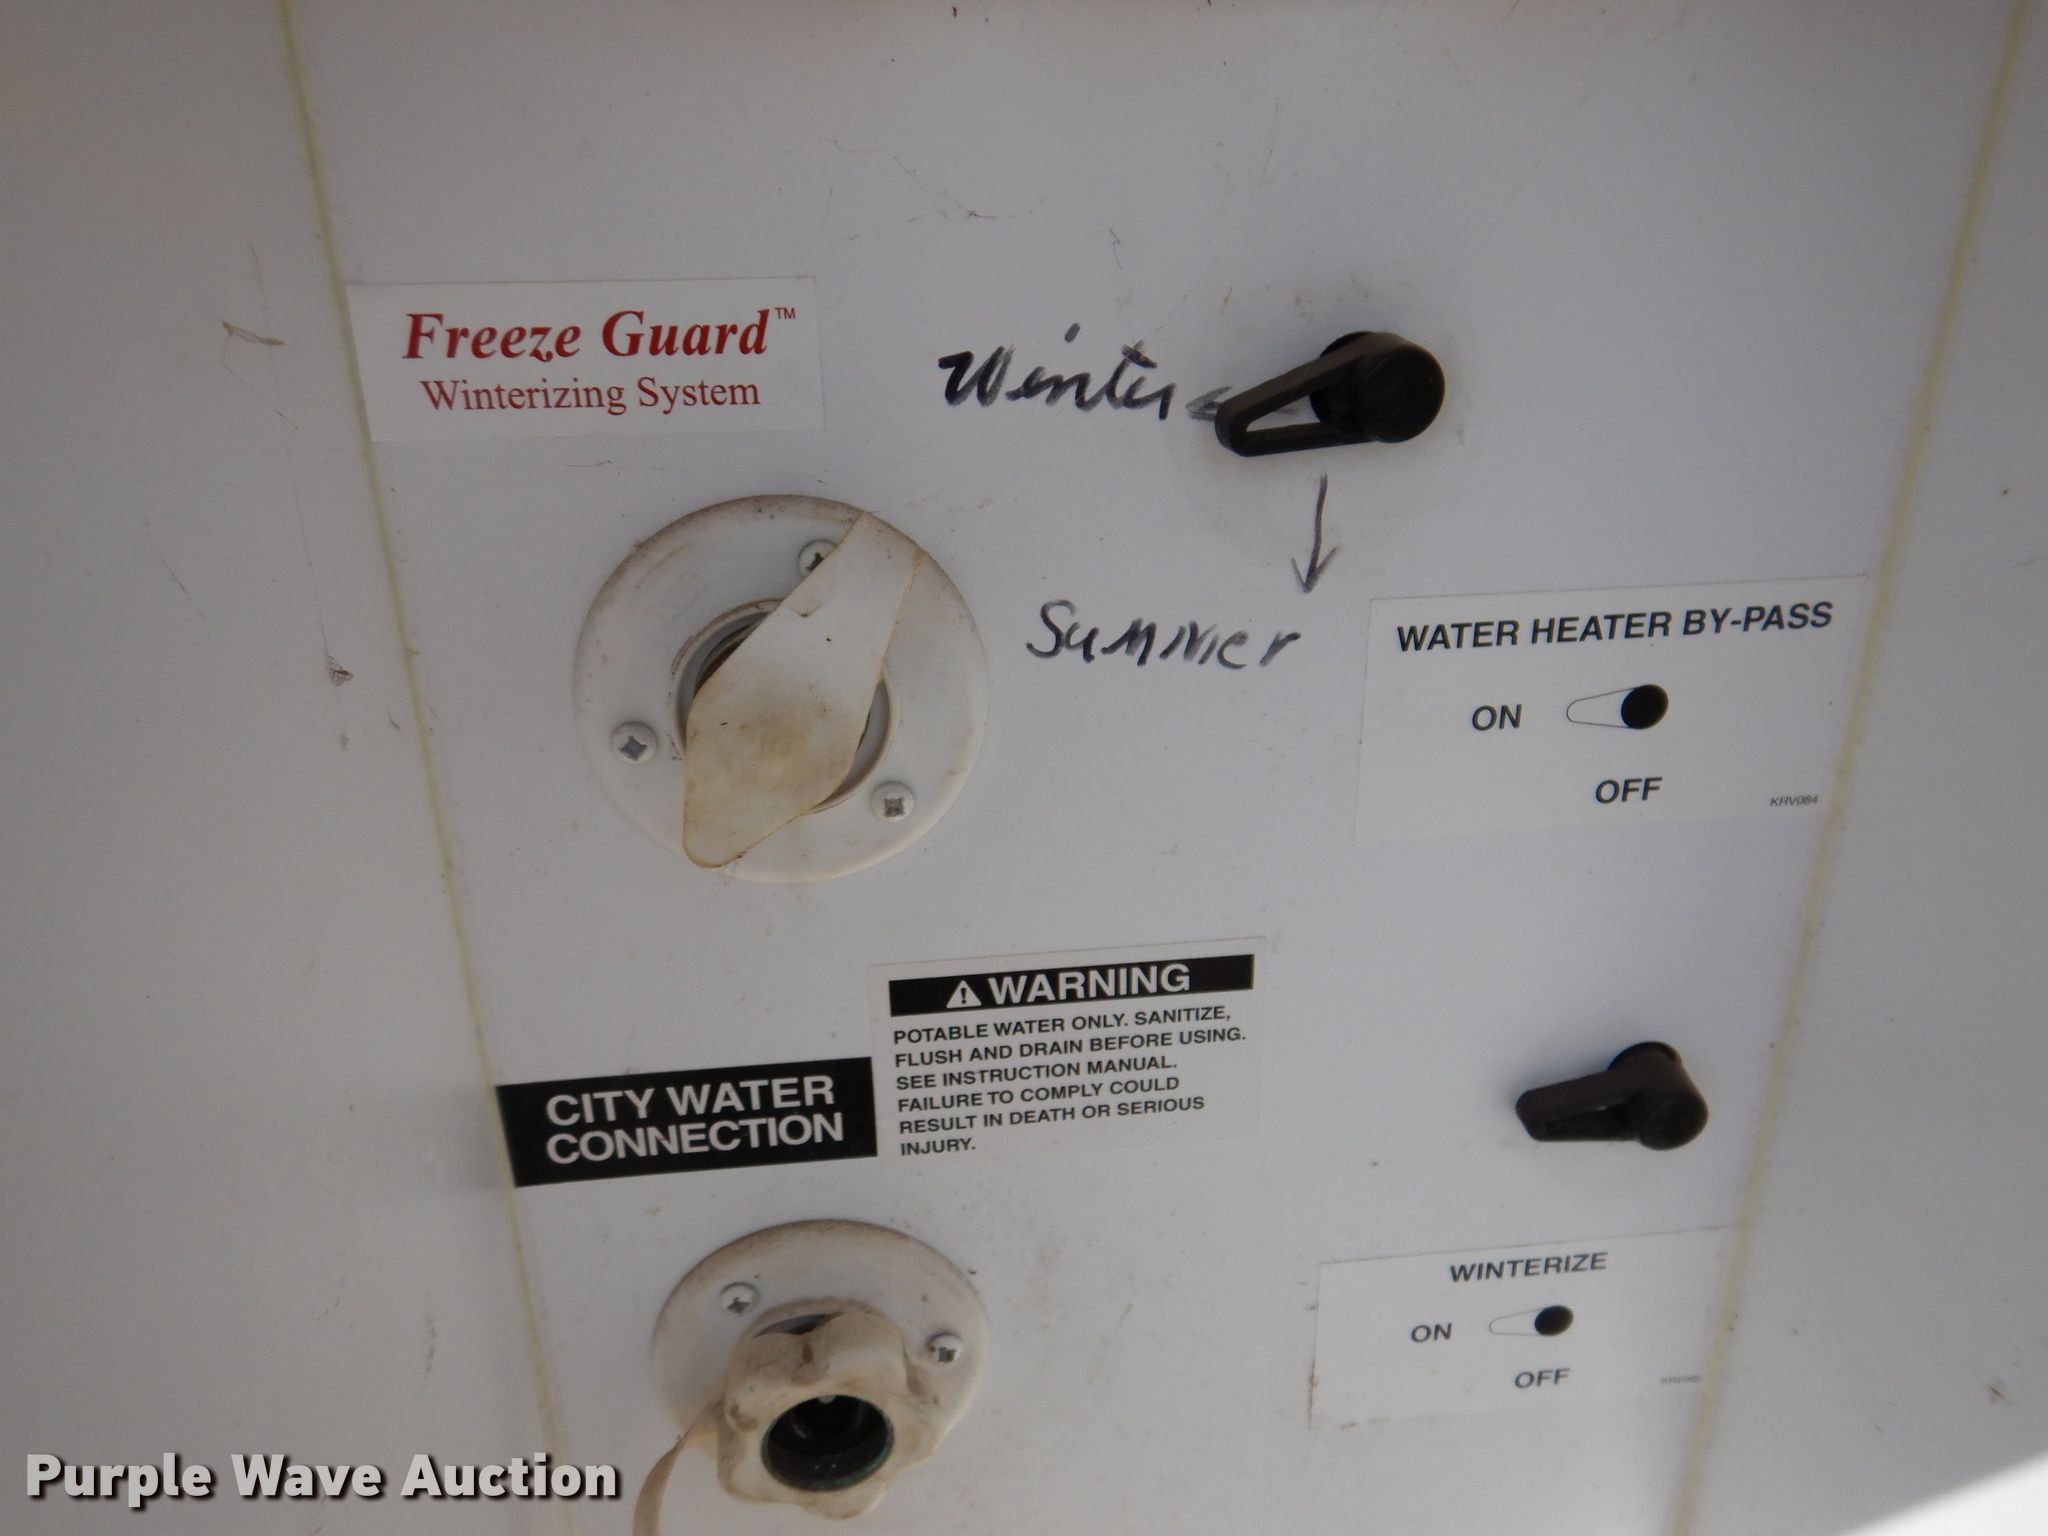 Freeze Guard™
Winterizing System
Winter
Summer
WATER HEATER BY-PASS
ON
OFF
KRV084
⚠ WARNING
POTABLE WATER ONLY. SANITIZE,
FLUSH AND DRAIN BEFORE USING.
SEE INSTRUCTION MANUAL.
FAILURE TO COMPLY COULD
RESULT IN DEATH OR SERIOUS
INJURY.
CITY WATER
CONNECTION
WINTERIZE
ON
OFF
Purple Wave Auction